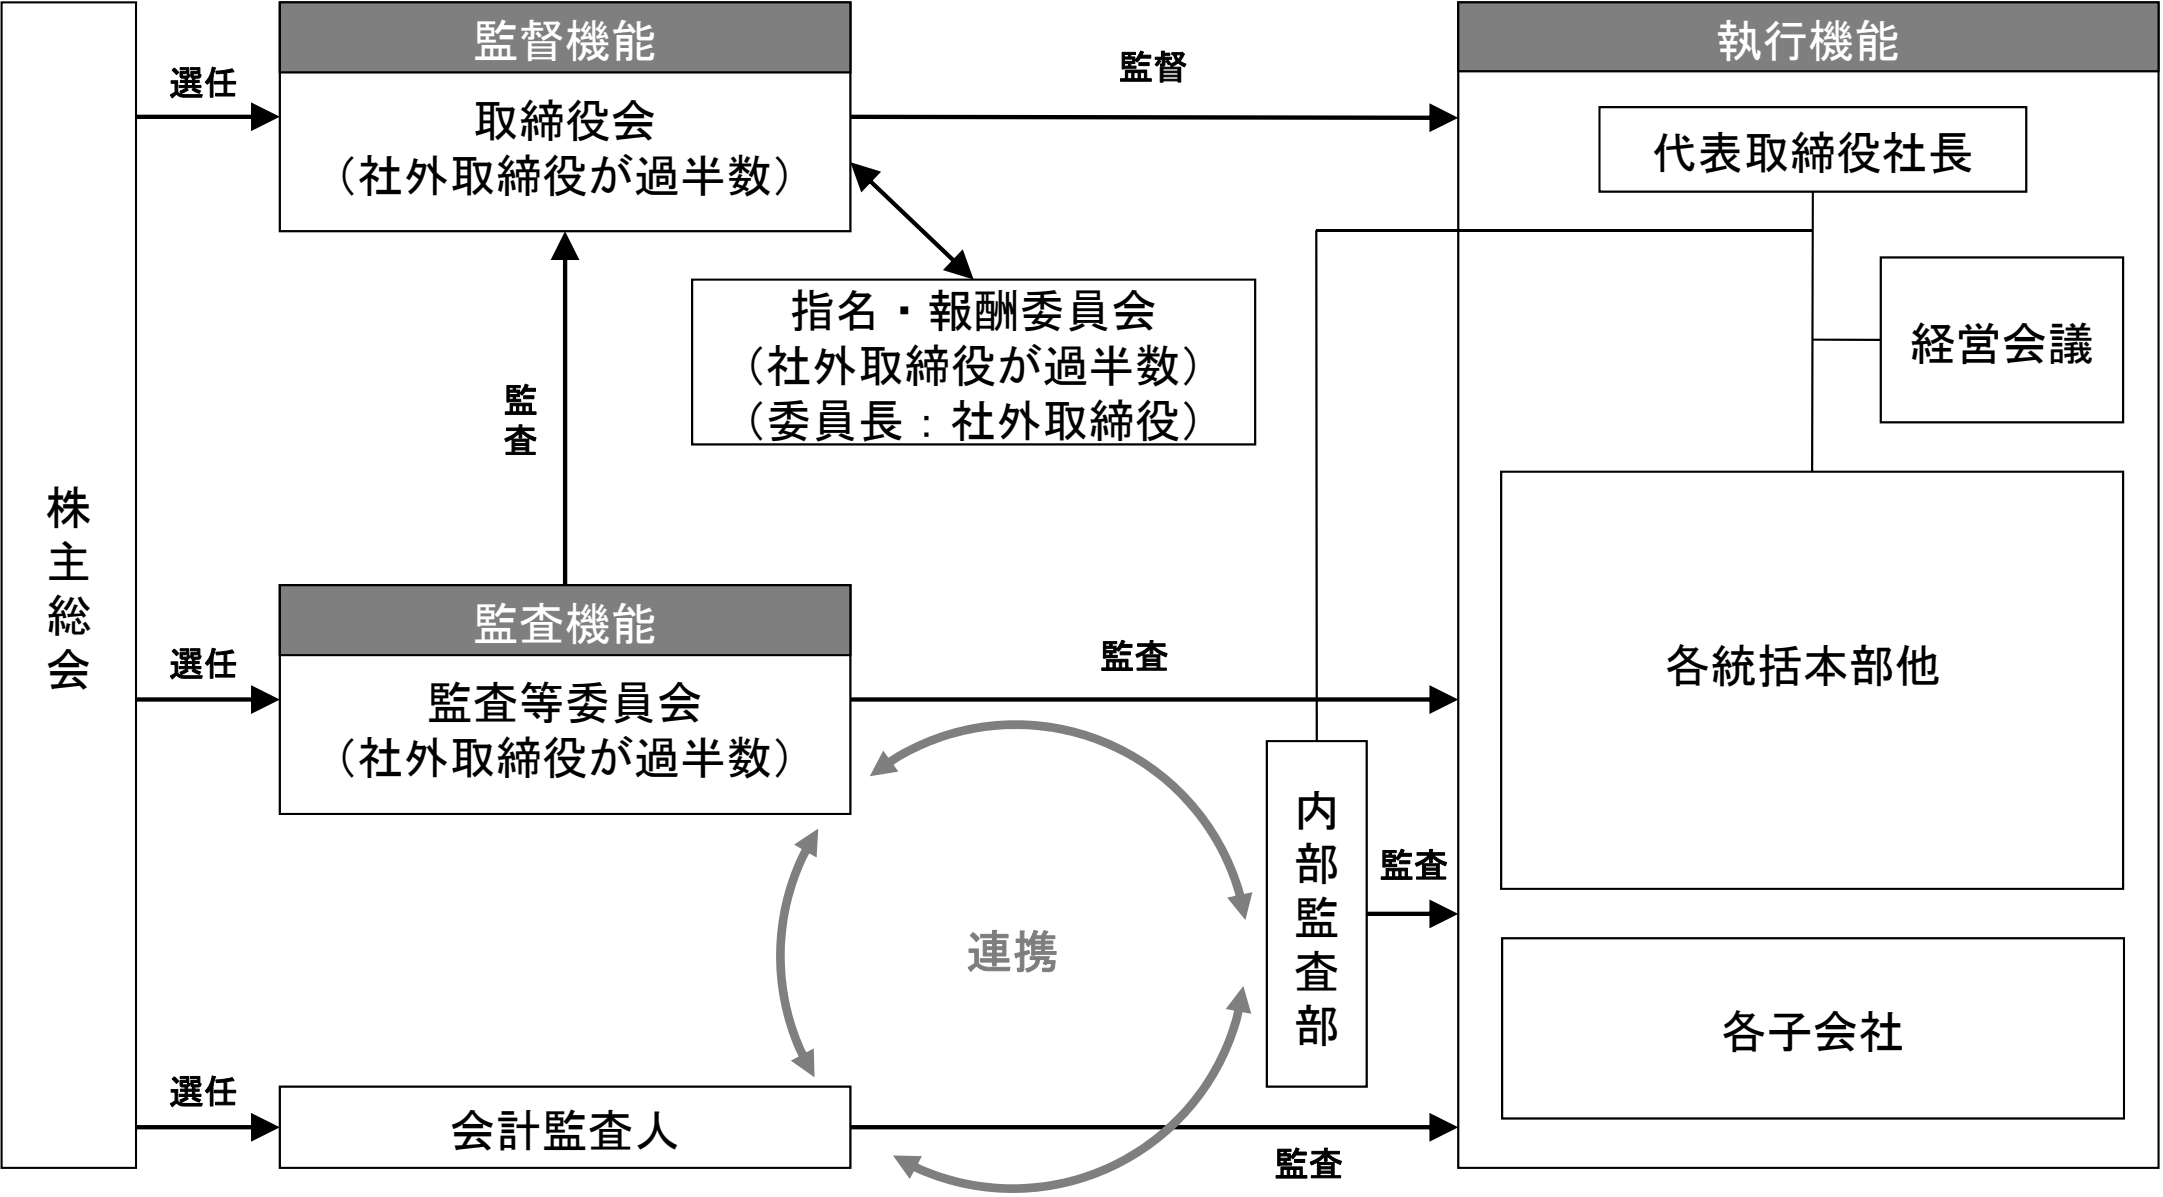 株主総会
選任
監督機能
取締役会
（社外取締役が過半数）
監督
指名・報酬委員会
（社外取締役が過半数）
（委員長：社外取締役）
監査
選任
監査機能
監査等委員会
（社外取締役が過半数）
監査
連携
選任
会計監査人
監査
内部監査部
監査
執行機能
代表取締役社長
経営会議
各統括本部他
各子会社